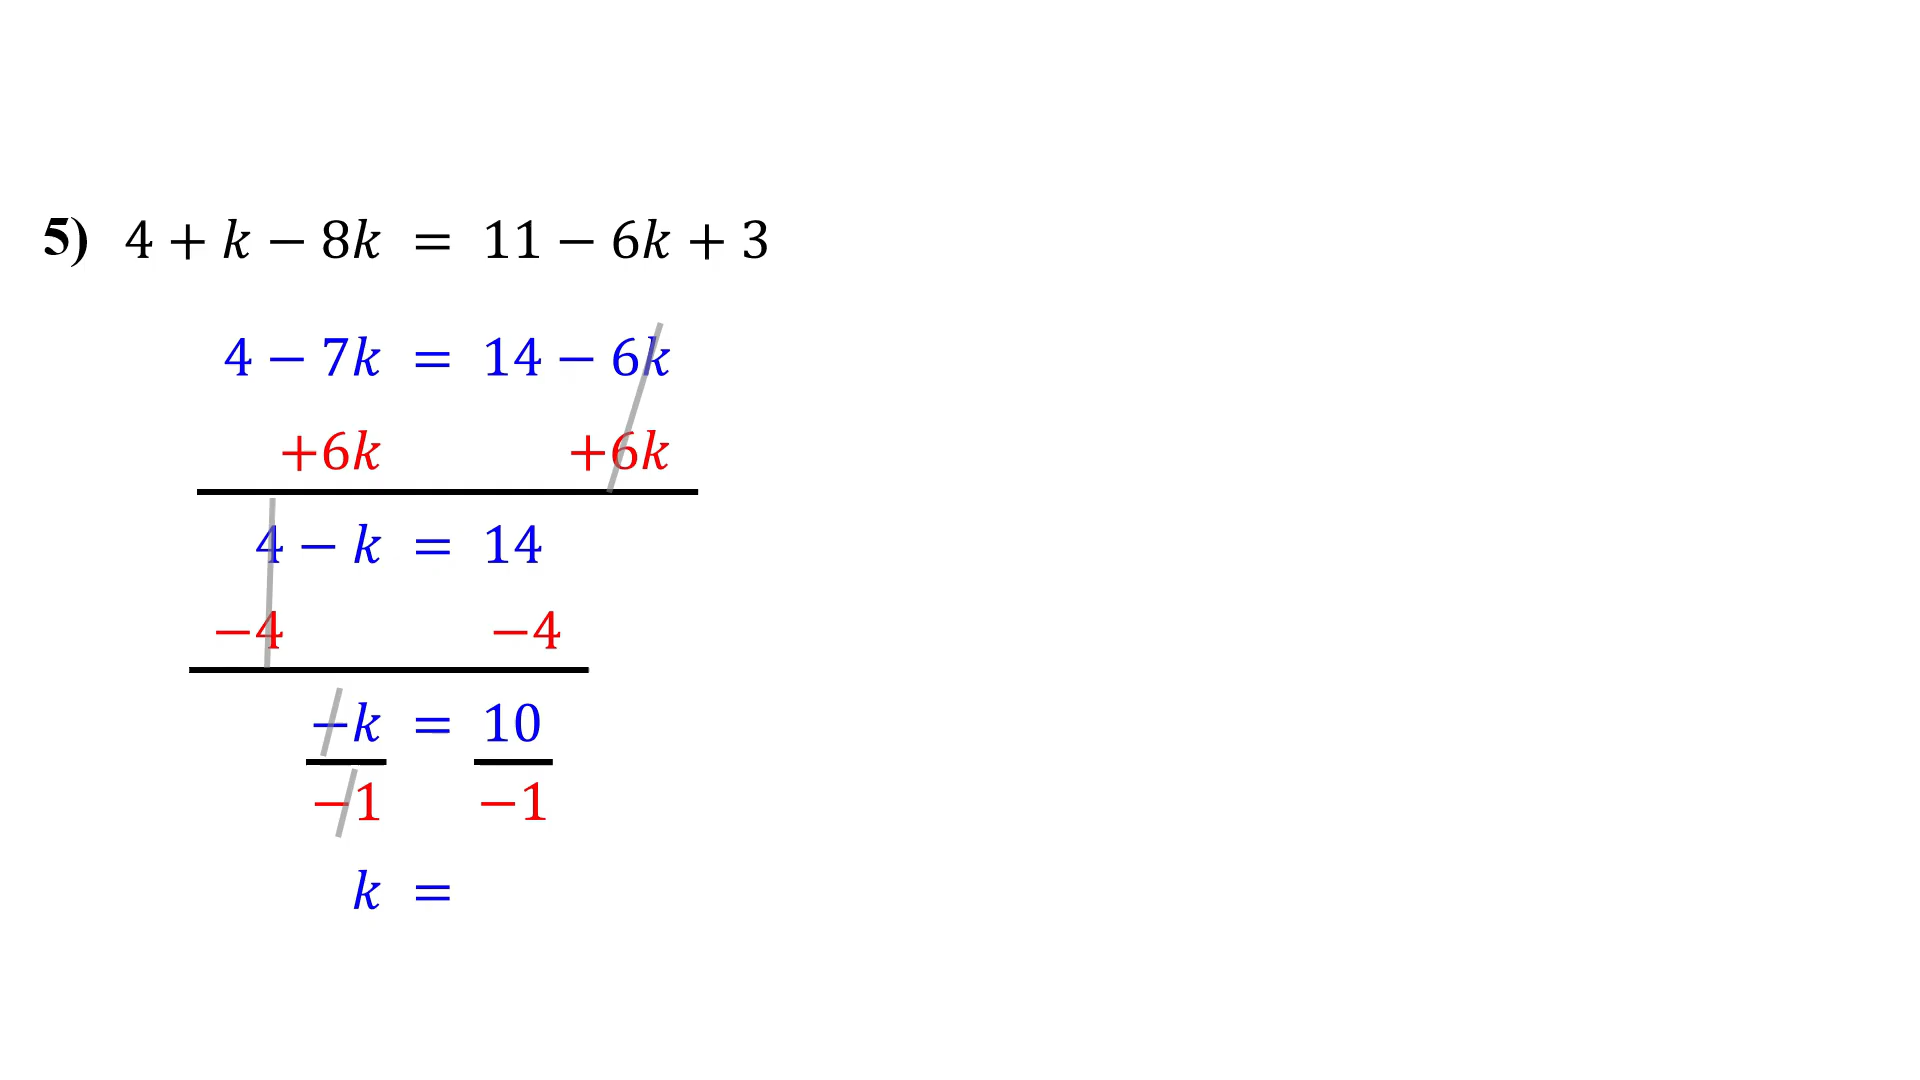 5) 4 + k − 8k = 11 − 6k + 3
4 − 7k = 14 − 6k
+6k +6k
4 − k = 14
−4 −4
−k = 10
−1 −1
k =